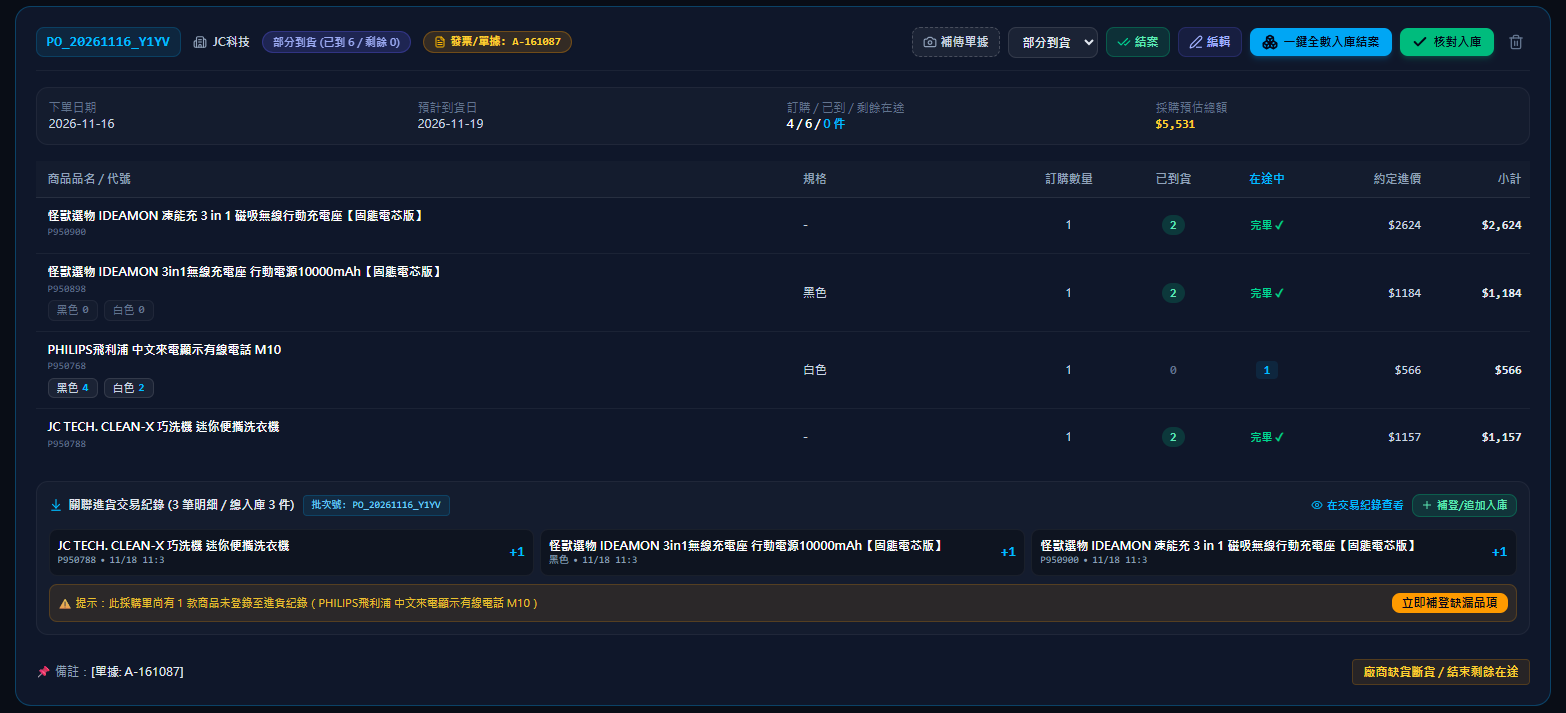 PO_20261116_Y1YV JC科技 部分到貨 (已到 6 / 剩餘 0) 發票/單據: A-161087 補傳單據 部分到貨 結案 編輯 一鍵全數入庫結案 核對入庫
下單日期 預計到貨日 訂購 / 已到 / 剩餘在途 採購預估總額
2026-11-16 2026-11-19 4 / 6 / 0 件 $5,531
商品品名 / 代號 規格 訂購數量 已到貨 在途中 約定進價 小計
怪獸選物 IDEAMON 凍能充 3 in 1 磁吸無線行動充電座【固態電芯版】
P950900
- 1 2 完畢 ✓ $2624 $2,624
怪獸選物 IDEAMON 3in1無線充電座 行動電源10000mAh【固態電芯版】
P950898
黑色 0 白色 0
黑色 1 2 完畢 ✓ $1184 $1,184
PHILIPS飛利浦 中文來電顯示有線電話 M10
P950768
黑色 4 白色 2
白色 1 0 1 $566 $566
JC TECH. CLEAN-X 巧洗機 迷你便攜洗衣機
P950788
- 1 2 完畢 ✓ $1157 $1,157
關聯進貨交易紀錄 (3 筆明細 / 總入庫 3 件) 批次號: PO_20261116_Y1YV 在交易紀錄查看 + 補登/追加入庫
JC TECH. CLEAN-X 巧洗機 迷你便攜洗衣機
P950788 • 11/18 11:3
+1
怪獸選物 IDEAMON 3in1無線充電座 行動電源10000mAh【固態電芯版】
黑色 • 11/18 11:3
+1
怪獸選物 IDEAMON 凍能充 3 in 1 磁吸無線行動充電座【固態電芯版】
P950900 • 11/18 11:3
+1
提示：此採購單尚有 1 款商品未登錄至進貨紀錄 ( PHILIPS飛利浦 中文來電顯示有線電話 M10 ) 立即補登缺漏品項
備註：[單據: A-161087] 廠商缺貨斷貨 / 結束剩餘在途